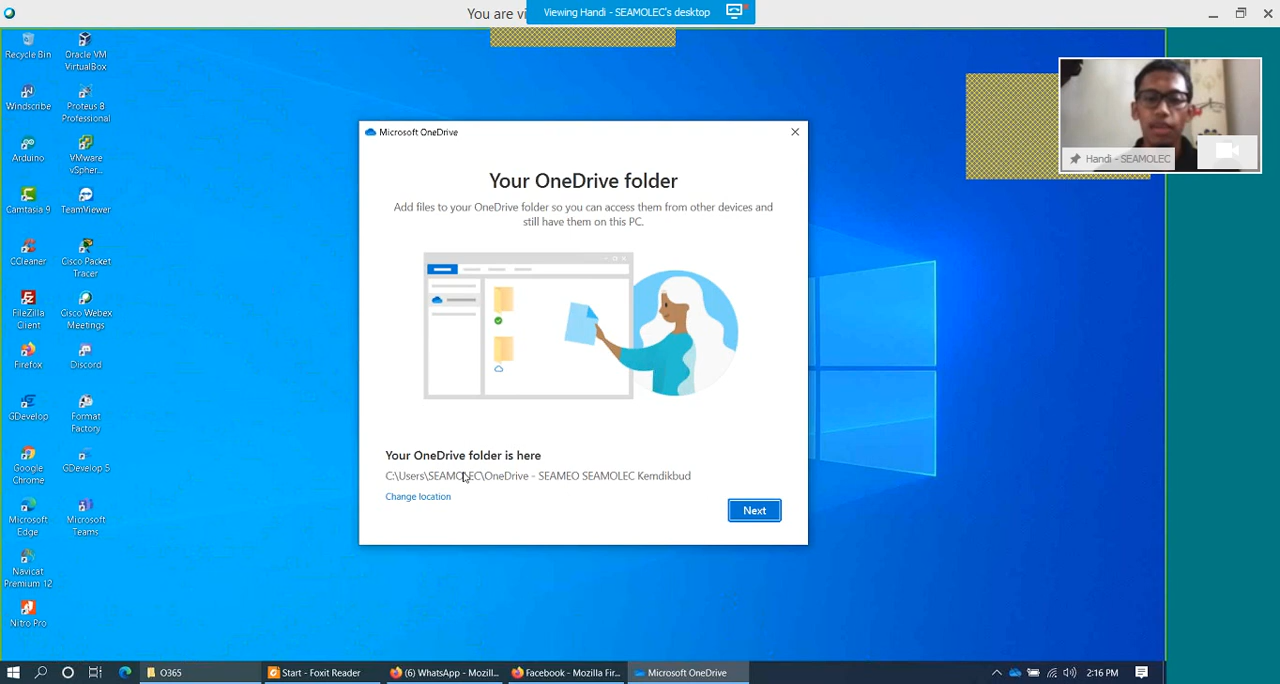 You are vi
Viewing Handi - SEAMOLEC's desktop
Recycle Bin
Oracle VM
VirtualBox
Windscribe
Proteus 8
Professional
Arduino
VMware
vSpher...
Camtasia 9
TeamViewer
CCleaner
Cisco Packet
Tracer
FileZilla
Client
Cisco Webex
Meetings
Firefox
Discord
GDevelop
Format
Factory
Google
Chrome
GDevelop 5
Microsoft
Edge
Microsoft
Teams
Navicat
Premium 12
Nitro Pro
Handi - SEAMOLEC
Microsoft OneDrive
Your OneDrive folder
Add files to your OneDrive folder so you can access them from other devices and
still have them on this PC.
Your OneDrive folder is here
C:\Users\SEAMOLEC\OneDrive - SEAMEO SEAMOLEC Kemdikbud
Change location
Next
O365
Start - Foxit Reader
(6) WhatsApp - Mozill...
Facebook - Mozilla Fir...
Microsoft OneDrive
2:16 PM